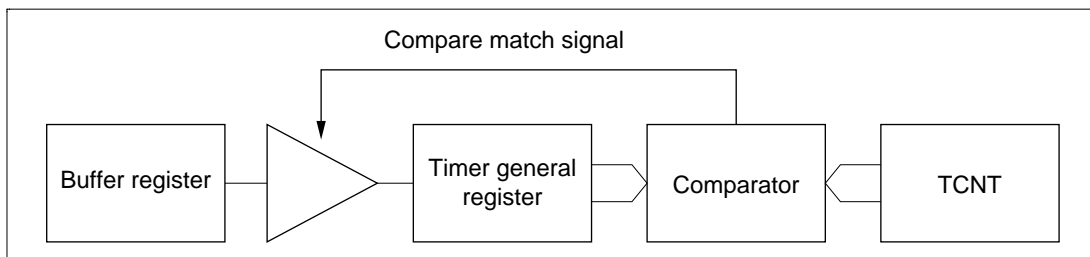 Compare match signal
Buffer register
Timer general
register
Comparator
TCNT